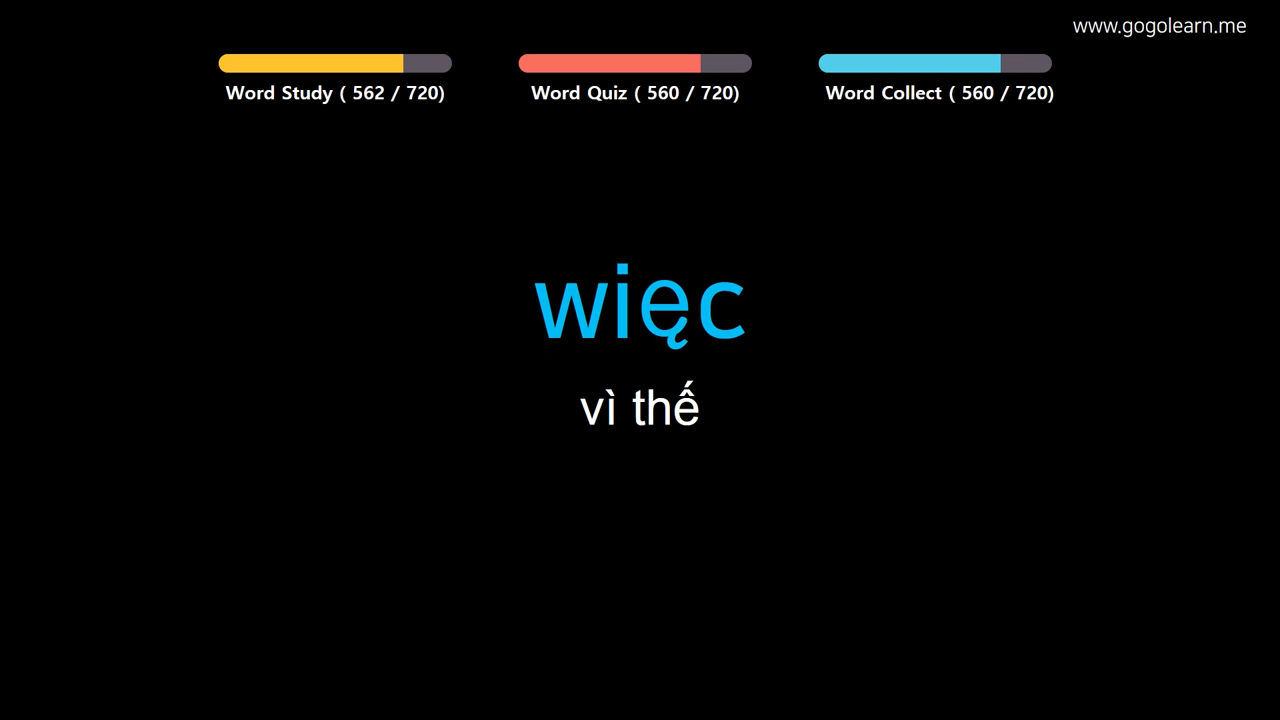 www.gogolearn.me
Word Study ( 562 / 720)
Word Quiz ( 560 / 720)
Word Collect ( 560 / 720)
więc
vì thế